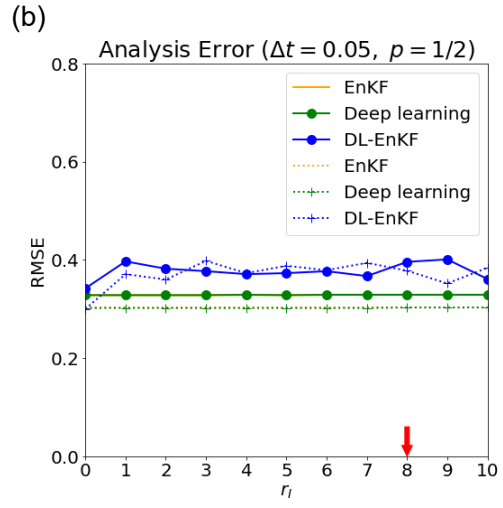 (b)
Analysis Error (Δt = 0.05, p = 1/2)
0.8
0.6
0.4
0.2
0.0
RMSE
EnKF
Deep learning
DL-EnKF
EnKF
Deep learning
DL-EnKF
0 1 2 3 4 5 6 7 8 9 10
r_I